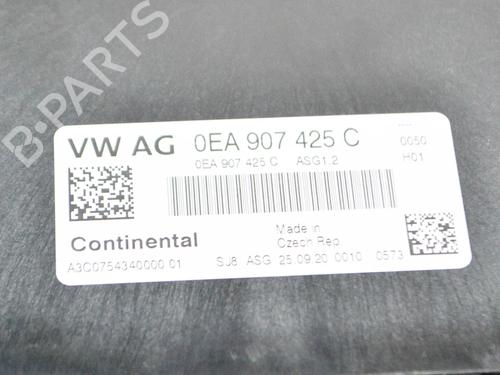 B-PARTS
VW AG 0EA 907 425 C 0050
0EA 907 425 C ASG1.2 H01
Continental
Made in
Czech Rep.
A3C0754340000 01 SJ8 ASG 25.09.20 0010 0573